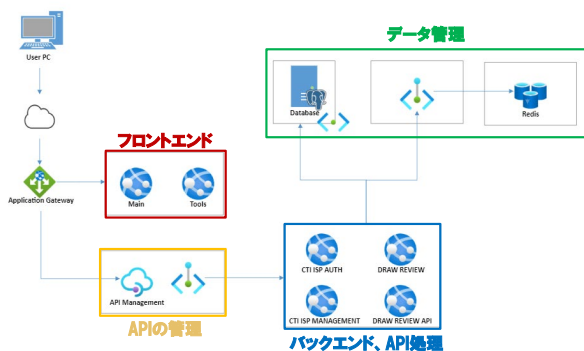 データ管理
User PC
Database
Redis
フロントエンド
Application Gateway
Main
Tools
CTI ISP AUTH
DRAW REVIEW
API Management
CTI ISP MANAGEMENT
DRAW REVIEW API
APIの管理
バックエンド、API処理